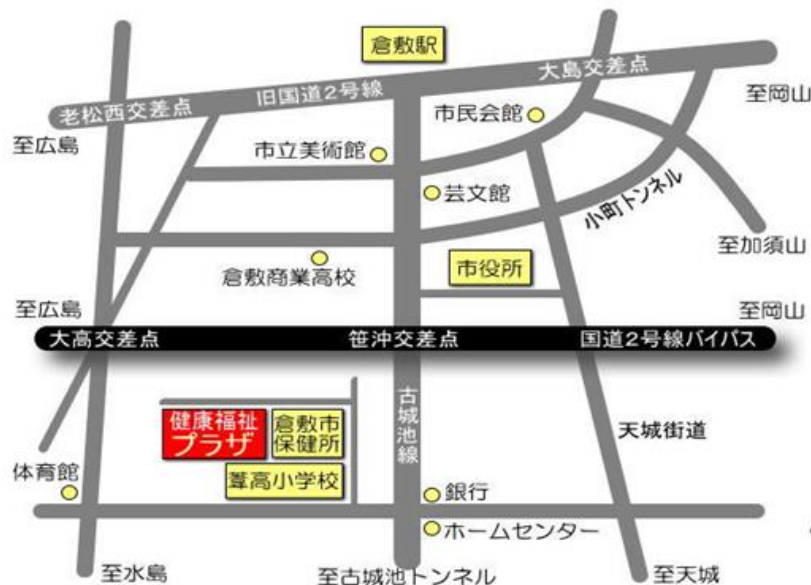 倉敷駅
大島交差点
旧国道2号線
老松西交差点
至岡山
至広島
市民会館
市立美術館
芸文館
小町トンネル
至加須山
倉敷商業高校
市役所
至広島
至岡山
大高交差点
笹沖交差点
国道2号線バイパス
古城池線
健康福祉
プラザ
倉敷市
保健所
天城街道
体育館
葦高小学校
銀行
ホームセンター
至水島
至古城池トンネル
至天城